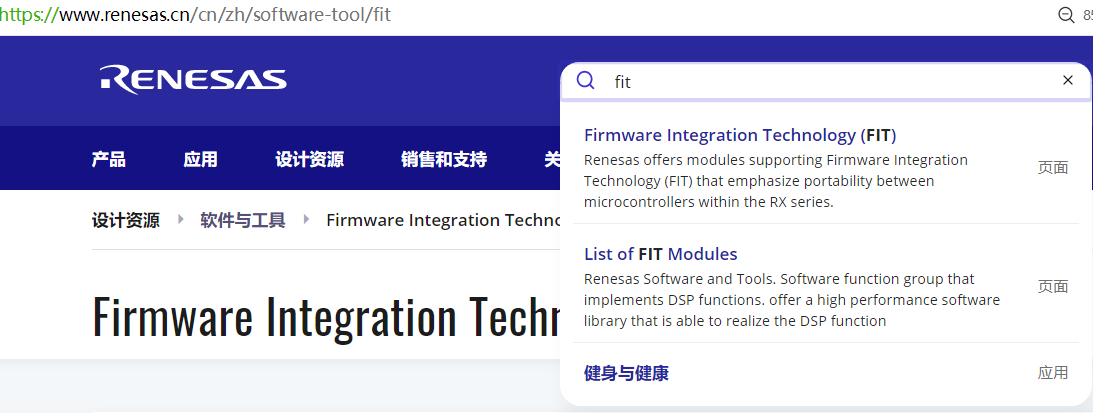 https://www.renesas.cn/cn/zh/software-tool/fit
RENESAS
fit
产品 应用 设计资源 销售和支持
设计资源 软件与工具 Firmware Integration
Firmware Integration
Firmware Integration Technology (FIT)
Renesas offers modules supporting Firmware Integration
Technology (FIT) that emphasize portability between
microcontrollers within the RX series.
页面
List of FIT Modules
Renesas Software and Tools. Software function group that
implements DSP functions. offer a high performance software
library that is able to realize the DSP function
页面
健身与健康
应用